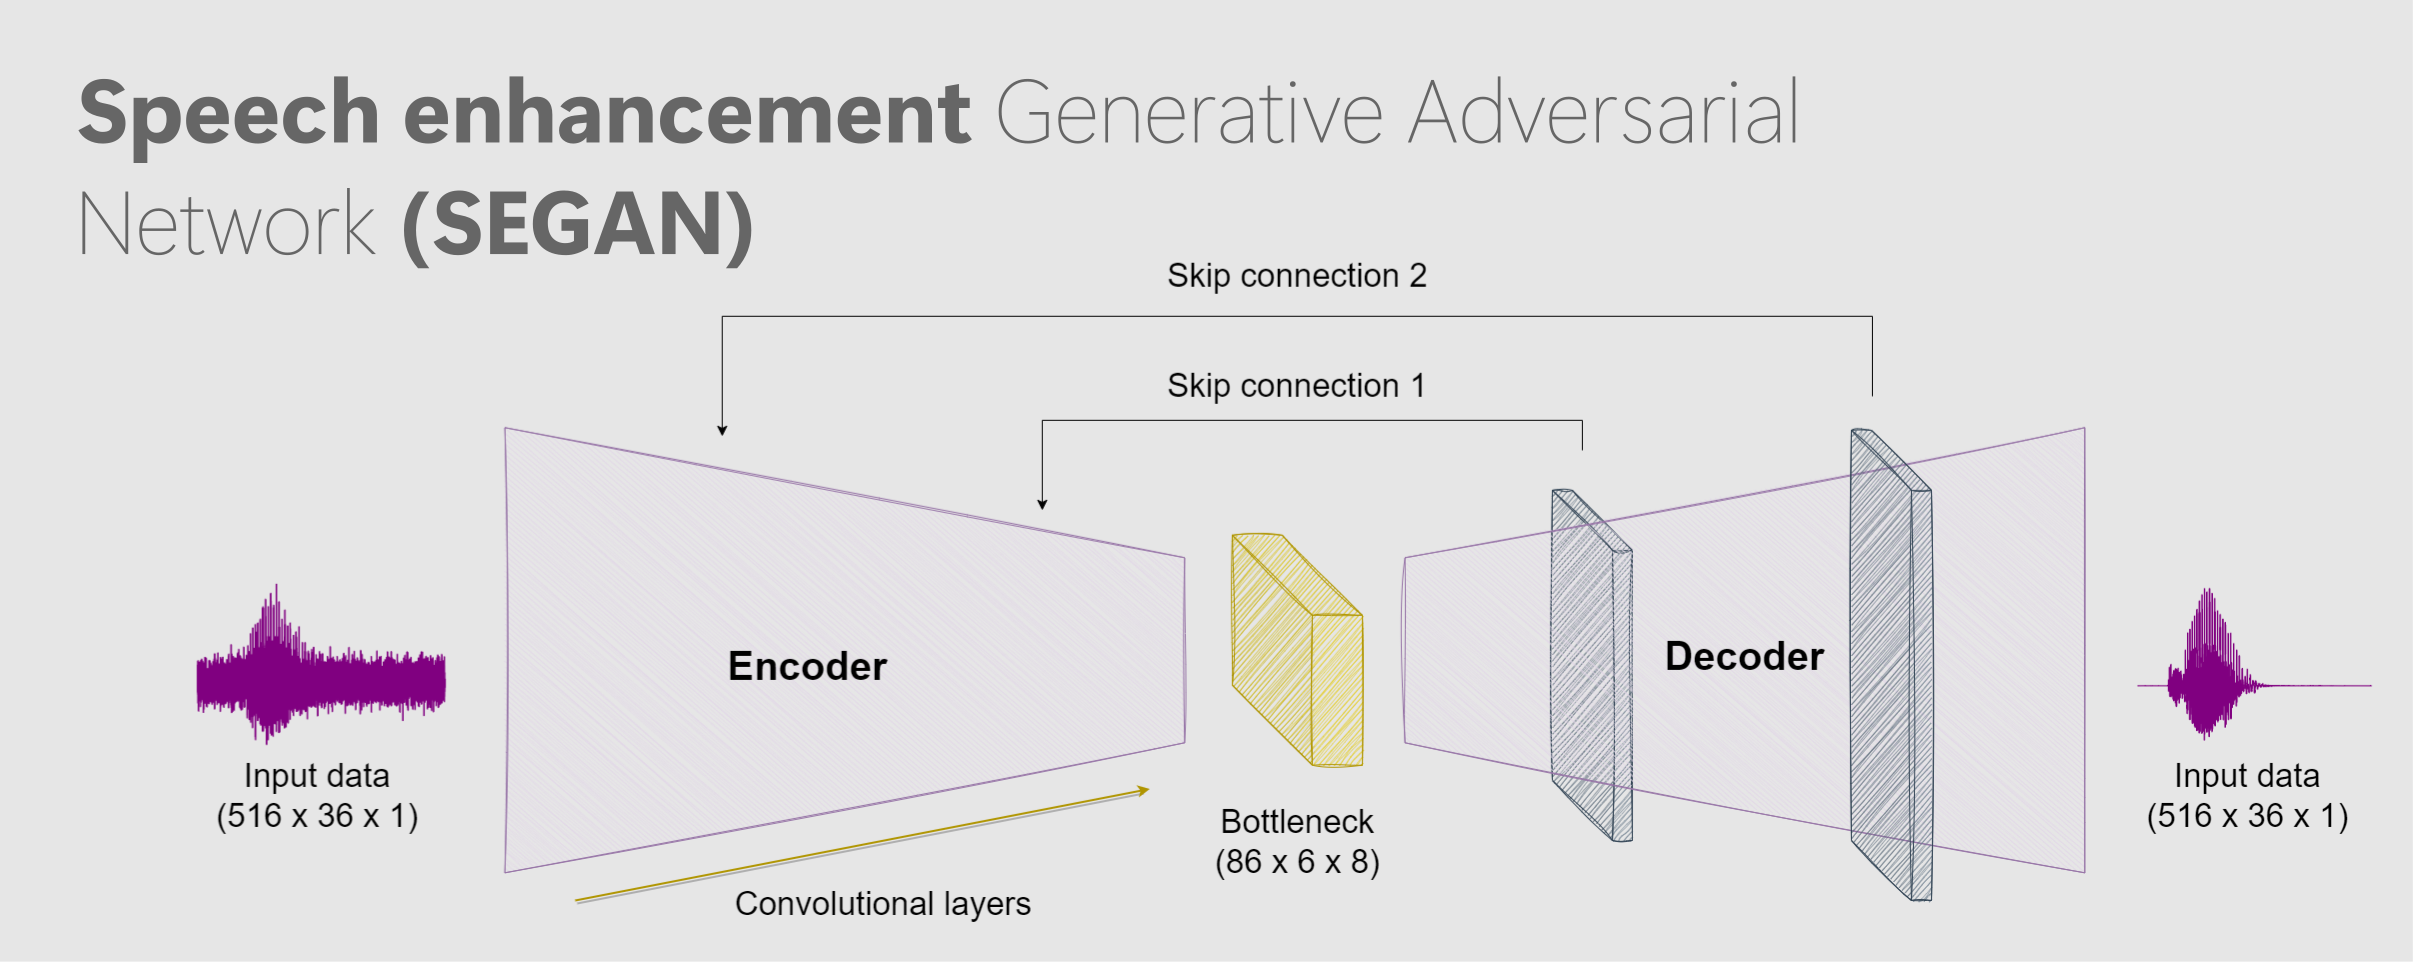 Speech enhancement Generative Adversarial
Network (SEGAN)
Skip connection 2
Skip connection 1
Encoder
Decoder
Input data
(516 x 36 x 1)
Bottleneck
(86 x 6 x 8)
Convolutional layers
Input data
(516 x 36 x 1)